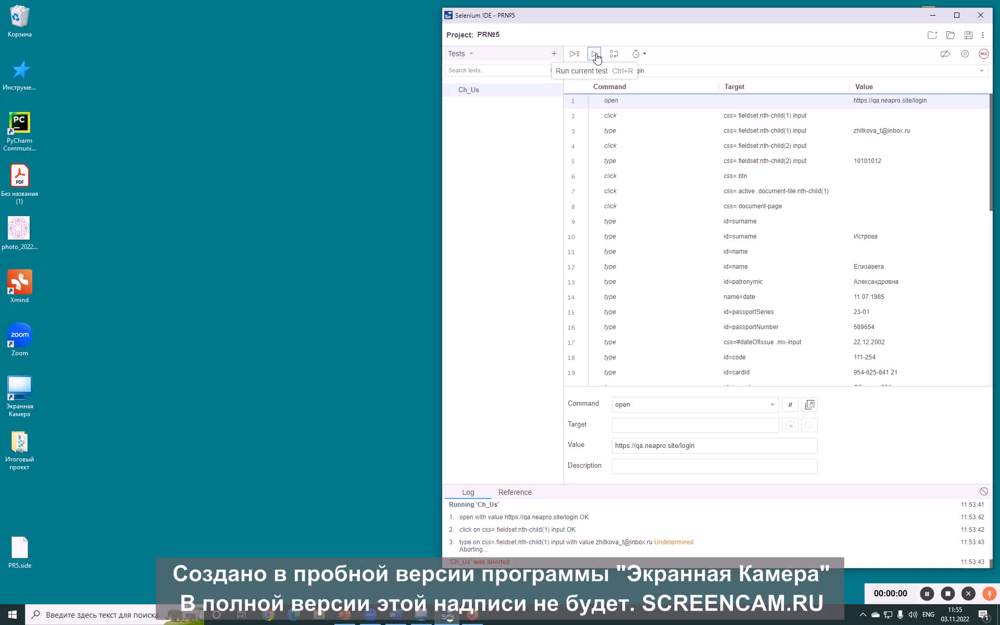 Корзина
Инструме...
PyCharm
Communi...
Без названия
(1)
photo_2022...
Xmind
zoom
Zoom
Экранная
Камера
Итоговый
проект
PR5.side
Selenium IDE - PR№5
Project: PR№5
Tests
Search tests..
Run current test Ctrl+R
gin
REC
Ch_Us
Command Target Value
1 open https://qa.neapro.site/login
2 click css=.fieldset:nth-child(1) input
3 type css=.fieldset:nth-child(1) input zhitkova_t@inbox.ru
4 click css=.fieldset:nth-child(2) input
5 type css=.fieldset:nth-child(2) input 10101012
6 click css=.btn
7 click css=.active .document-tile:nth-child(1)
8 click css=.document-page
9 type id=surname
10 type id=surname Истрова
11 type id=name
12 type id=name Елизавета
13 type id=patronymic Александровна
14 type name=date 11.07.1985
15 type id=passportSeries 23-01
16 type id=passportNumber 589654
17 type css=#dateOfIssue .mx-input 22.12.2002
18 type id=code 111-254
19 type id=cardId 954-625-841 21
Command open //
Target
Value https://qa.neapro.site/login
Description
Log Reference
Running 'Ch_Us' 11:53:41
1. open with value https://qa.neapro.site/login OK 11:53:42
2. click on css=.fieldset:nth-child(1) input OK 11:53:42
3. type on css=.fieldset:nth-child(1) input with value zhitkova_t@inbox.ru Undetermined 11:53:43
Aborting...
'Ch_Us' was aborted 11:53:43
Создано в пробной версии программы "Экранная Камера"
В полной версии этой надписи не будет. SCREENCAM.RU
00:00:00
Введите здесь текст для поиска
ENG
11:55
03.11.2022